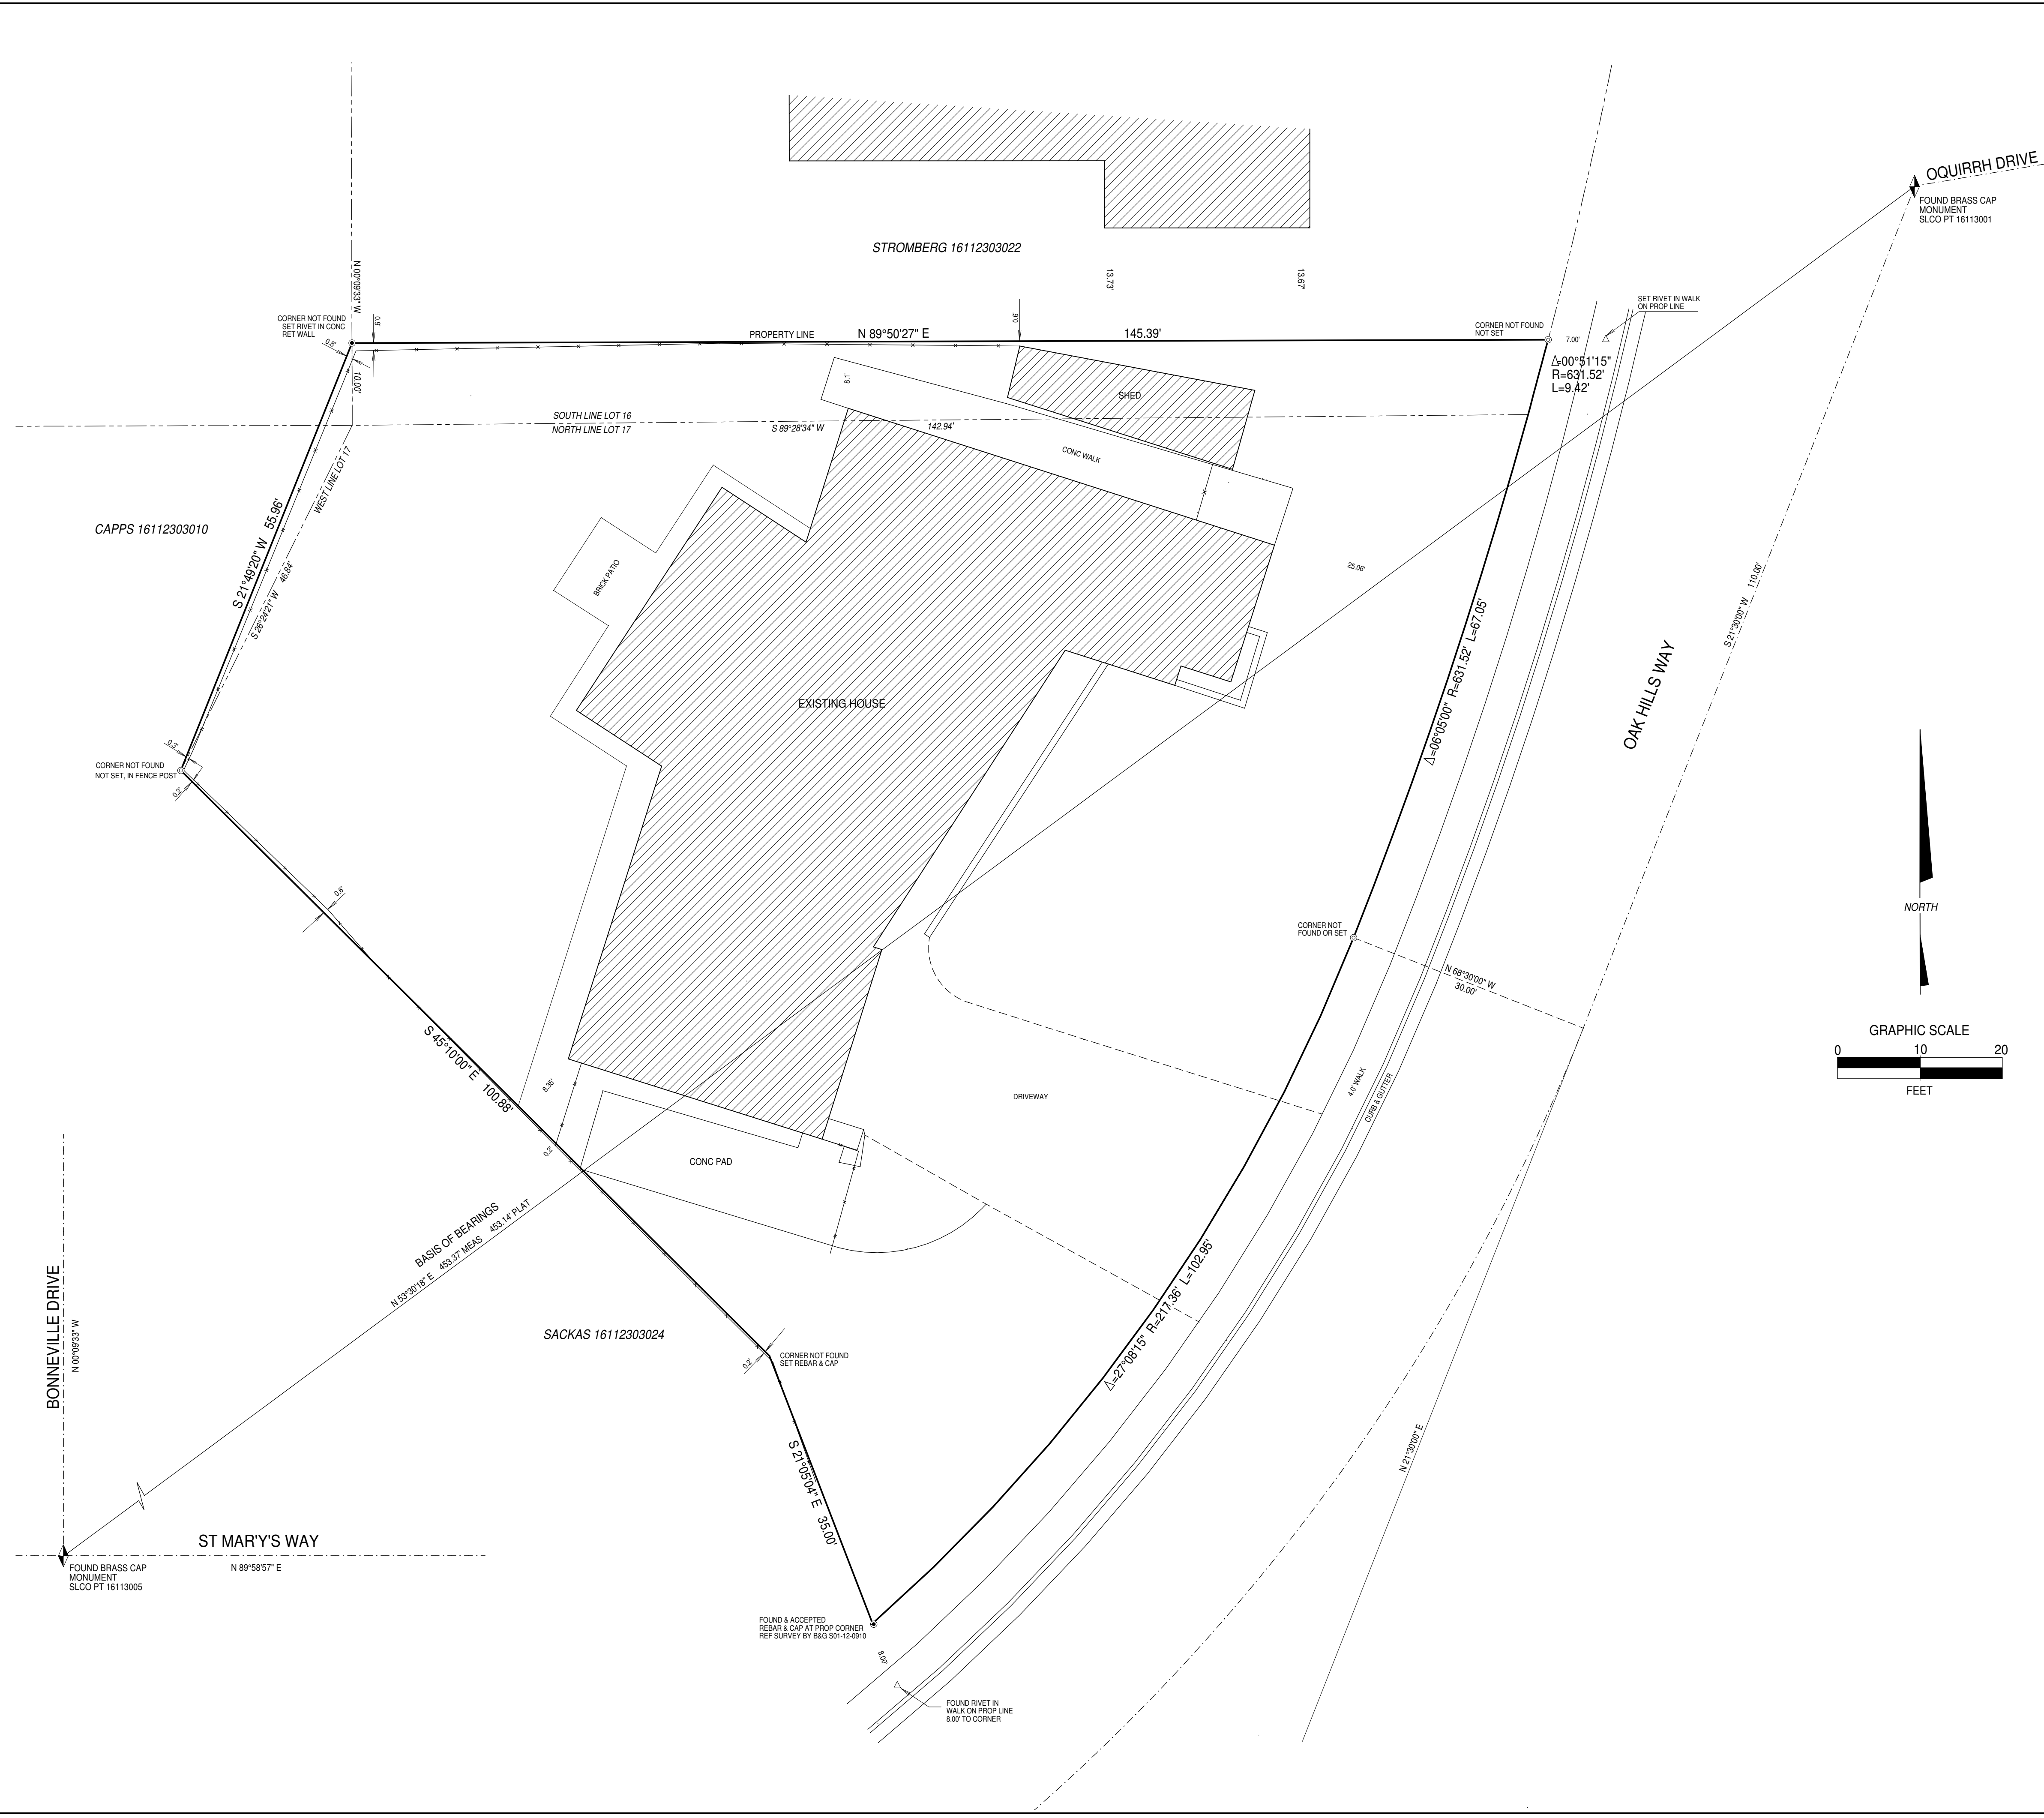 OQUIRRH DRIVE
FOUND BRASS CAP
MONUMENT
SLCO PT 16113001
STROMBERG 16112303022
N 00°09'33" W
13.73'
13.67'
SET RIVET IN WALK
ON PROP LINE
CORNER NOT FOUND
SET RIVET IN CONC
RET WALL
0.9'
0.8'
10.00'
PROPERTY LINE
N 89°50'27" E
145.39'
0.9'
CORNER NOT FOUND
NOT SET
7.00'
Δ=00°51'15"
R=631.52'
L=9.42'
8.1'
SHED
SOUTH LINE LOT 16
NORTH LINE LOT 17
S 89°28'34" W
142.94'
CONC WALK
WEST LINE LOT 17
CAPPS 16112303010
S 21°49'20" W 55.96'
S 26°24'21" W 46.84'
BRICK PATIO
25.06'
S 21°30'00" W 110.00'
Δ=06°05'00" R=631.52' L=67.05'
OAK HILLS WAY
EXISTING HOUSE
0.3'
CORNER NOT FOUND
NOT SET, IN FENCE POST
0.2'
0.6'
NORTH
CORNER NOT
FOUND OR SET
N 68°30'00" W
30.00'
GRAPHIC SCALE
0 10 20
FEET
S 45°10'00" E 100.88'
8.35'
DRIVEWAY
4.0' WALK
CURB & GUTTER
0.2'
CONC PAD
BASIS OF BEARINGS
N 53°30'18" E 453.37' MEAS 453.14' PLAT
BONNEVILLE DRIVE
N 00°09'33" W
SACKAS 16112303024
Δ=27°08'15" R=217.36' L=102.95'
0.2'
CORNER NOT FOUND
SET REBAR & CAP
S 21°05'04" E 35.00'
N 21°30'00" E
ST MAR'Y'S WAY
N 89°58'57" E
FOUND BRASS CAP
MONUMENT
SLCO PT 16113005
FOUND & ACCEPTED
REBAR & CAP AT PROP CORNER
REF SURVEY BY B&G S01-12-0910
8.00'
FOUND RIVET IN
WALK ON PROP LINE
8.00' TO CORNER